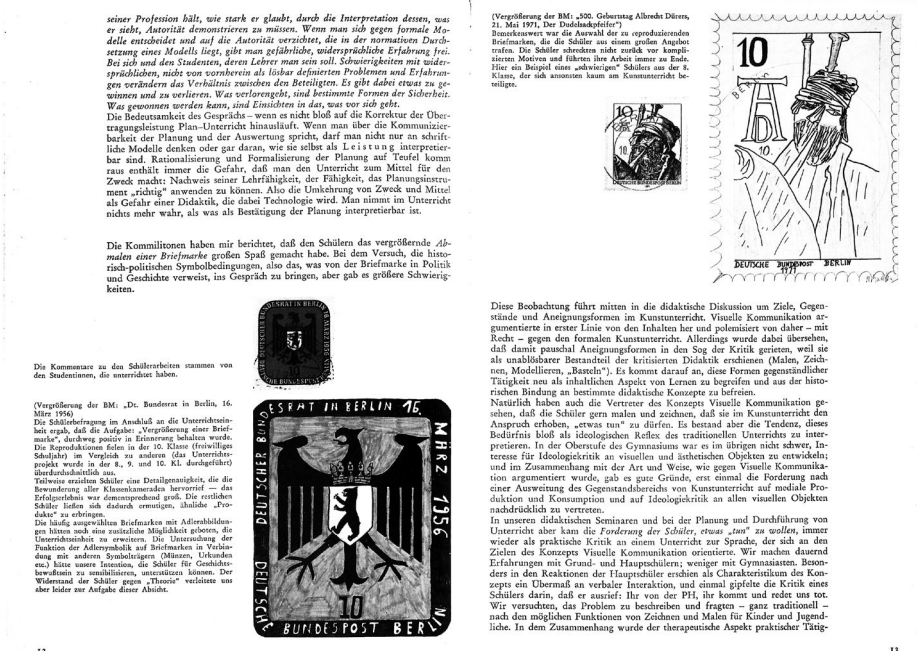 seiner Profession hält, wie stark er glaubt, durch die Interpretation dessen, was
er sieht, Autorität demonstrieren zu müssen. Wenn man sich gegen formale Mo-
delle entscheidet und auf die Autorität verzichtet, die in der normativen Durch-
setzung eines Modells liegt, gibt man gefährliche, widersprüchliche Erfahrung frei.
Bei sich und den Studenten, deren Lehrer man sein soll. Schwierigkeiten mit wider-
sprüchlichen, nicht von vornherein als lösbar definierten Problemen und Erfahrun-
gen verändern das Verhältnis zwischen den Beteiligten. Es gibt dabei etwas zu ge-
winnen und zu verlieren. Was verlorengeht, sind bestimmte Formen der Sicherheit.
Was gewonnen werden kann, sind Einsichten in das, was vor sich geht.
Die Bedeutsamkeit des Gesprächs – wenn es nicht bloß auf die Korrektur der Über-
tragungsleistung Plan–Unterricht hinausläuft. Wenn man über die Kommunizier-
barkeit der Planung und der Auswertung spricht, darf man nicht nur an schrift-
liche Modelle denken oder gar daran, wie sie selbst als Leistung interpretier-
bar sind. Rationalisierung und Formalisierung der Planung auf Teufel komm
raus enthält immer die Gefahr, daß man den Unterricht zum Mittel für den
Zweck macht: Nachweis seiner Lehrfähigkeit, der Fähigkeit, das Planungsinstru-
ment „richtig" anwenden zu können. Also die Umkehrung von Zweck und Mittel
als Gefahr einer Didaktik, die dabei Technologie wird. Man nimmt im Unterricht
nichts mehr wahr, als was als Bestätigung der Planung interpretierbar ist.
Die Kommilitonen haben mir berichtet, daß den Schülern das vergrößernde Ab-
malen einer Briefmarke großen Spaß gemacht habe. Bei dem Versuch, die histo-
risch-politischen Symbolbedingungen, also das, was von der Briefmarke in Politik
und Geschichte verweist, ins Gespräch zu bringen, aber gab es größere Schwierig-
keiten.
Die Kommentare zu den Schülerarbeiten stammen von
den Studentinnen, die unterrichtet haben.
(Vergrößerung der BM: „Dt. Bundesrat in Berlin, 16.
März 1956)
Die Schülerbefragung im Anschluß an die Unterrichtsein-
heit ergab, daß die Aufgabe: „Vergrößerung einer Brief-
marke", durchweg positiv in Erinnerung behalten wurde.
Die Reproduktionen fielen in der 10. Klasse (freiwilliges
Schuljahr) im Vergleich zu anderen (das Unterrichts-
projekt wurde in der 8., 9. und 10. Kl. durchgeführt)
überdurchschnittlich aus.
Teilweise erzielten Schüler eine Detailgenauigkeit, die die
Bewunderung aller Klassenkameraden hervorrief — das
Erfolgserlebnis war dementsprechend groß. Die restlichen
Schüler ließen sich dadurch ermutigen, ähnliche „Pro-
dukte" zu erbringen.
Die häufig ausgewählten Briefmarken mit Adlerabbildun-
gen hätten noch eine zusätzliche Möglichkeit geboten, die
Unterrichtseinheit zu erweitern. Die Untersuchung der
Funktion der Adlersymbolik auf Briefmarken in Verbin-
dung mit anderen Symbolträgern (Münzen, Urkunden
etc.) hätte unsere Intention, die Schüler für Geschichts-
bewußtsein zu sensibilisieren, unterstützen können. Der
Widerstand der Schüler gegen „Theorie" verleitete uns
aber leider zur Aufgabe dieser Absicht.
DEUTSCHER BUNDESRAT IN BERLIN 16. MÄRZ 1956
DEUTSCHE BUNDESPOST
DEUTSCHER BUNDESRAT IN BERLIN 16. MÄRZ 1956
10
DEUTSCHE BUNDESPOST BERLIN
12
(Vergrößerung der BM: „500. Geburtstag Albrecht Dürers,
21. Mai 1971, Der Dudelsackpfeifer")
Bemerkenswert war die Auswahl der zu reproduzierenden
Briefmarken, die die Schüler aus einem großen Angebot
trafen. Die Schüler schreckten nicht zurück vor kompli-
zierten Motiven und führten ihre Arbeit immer zu Ende.
Hier ein Beispiel eines „schwierigen" Schülers aus der 8.
Klasse, der sich ansonsten kaum am Kunstunterricht be-
teiligte.
10
DEUTSCHE BUNDESPOST BERLIN
10
BERLIN
AD
10.
DEUTSCHE BUNDESPOST BERLIN
1971
Diese Beobachtung führt mitten in die didaktische Diskussion um Ziele, Gegen-
stände und Aneignungsformen im Kunstunterricht. Visuelle Kommunikation ar-
gumentierte in erster Linie von den Inhalten her und polemisiert von daher – mit
Recht – gegen den formalen Kunstunterricht. Allerdings wurde dabei übersehen,
daß damit pauschal Aneignungsformen in den Sog der Kritik gerieten, weil sie
als unablösbarer Bestandteil der kritisierten Didaktik erschienen (Malen, Zeich-
nen, Modellieren, „Basteln"). Es kommt darauf an, diese Formen gegenständlicher
Tätigkeit neu als inhaltlichen Aspekt von Lernen zu begreifen und aus der histo-
rischen Bindung an bestimmte didaktische Konzepte zu befreien.
Natürlich haben auch die Vertreter des Konzepts Visuelle Kommunikation ge-
sehen, daß die Schüler gern malen und zeichnen, daß sie im Kunstunterricht den
Anspruch erhoben, „etwas tun" zu dürfen. Es bestand aber die Tendenz, dieses
Bedürfnis bloß als ideologischen Reflex des traditionellen Unterrichts zu inter-
pretieren. In der Oberstufe des Gymnasiums war es im übrigen nicht schwer, In-
teresse für Ideologiekritik an visuellen und ästhetischen Objekten zu entwickeln;
und im Zusammenhang mit der Art und Weise, wie gegen Visuelle Kommunika-
tion argumentiert wurde, gab es gute Gründe, erst einmal die Forderung nach
einer Ausweitung des Gegenstandsbereichs von Kunstunterricht auf mediale Pro-
duktion und Konsumption und auf Ideologiekritik an allen visuellen Objekten
nachdrücklich zu vertreten.
In unseren didaktischen Seminaren und bei der Planung und Durchführung von
Unterricht aber kam die Forderung der Schüler, etwas „tun" zu wollen, immer
wieder als praktische Kritik an einem Unterricht zur Sprache, der sich an den
Zielen des Konzepts Visuelle Kommunikation orientierte. Wir machen dauernd
Erfahrungen mit Grund- und Hauptschülern; weniger mit Gymnasiasten. Beson-
ders in den Reaktionen der Hauptschüler erschien als Charakteristikum des Kon-
zepts ein Übermaß an verbaler Interaktion, und einmal gipfelte die Kritik eines
Schülers darin, daß er ausrief: Ihr von der PH, ihr kommt und redet uns tot.
Wir versuchten, das Problem zu beschreiben und fragten – ganz traditionell –
nach den möglichen Funktionen von Zeichnen und Malen für Kinder und Jugend-
liche. In dem Zusammenhang wurde der therapeutische Aspekt praktischer Tätig-
13